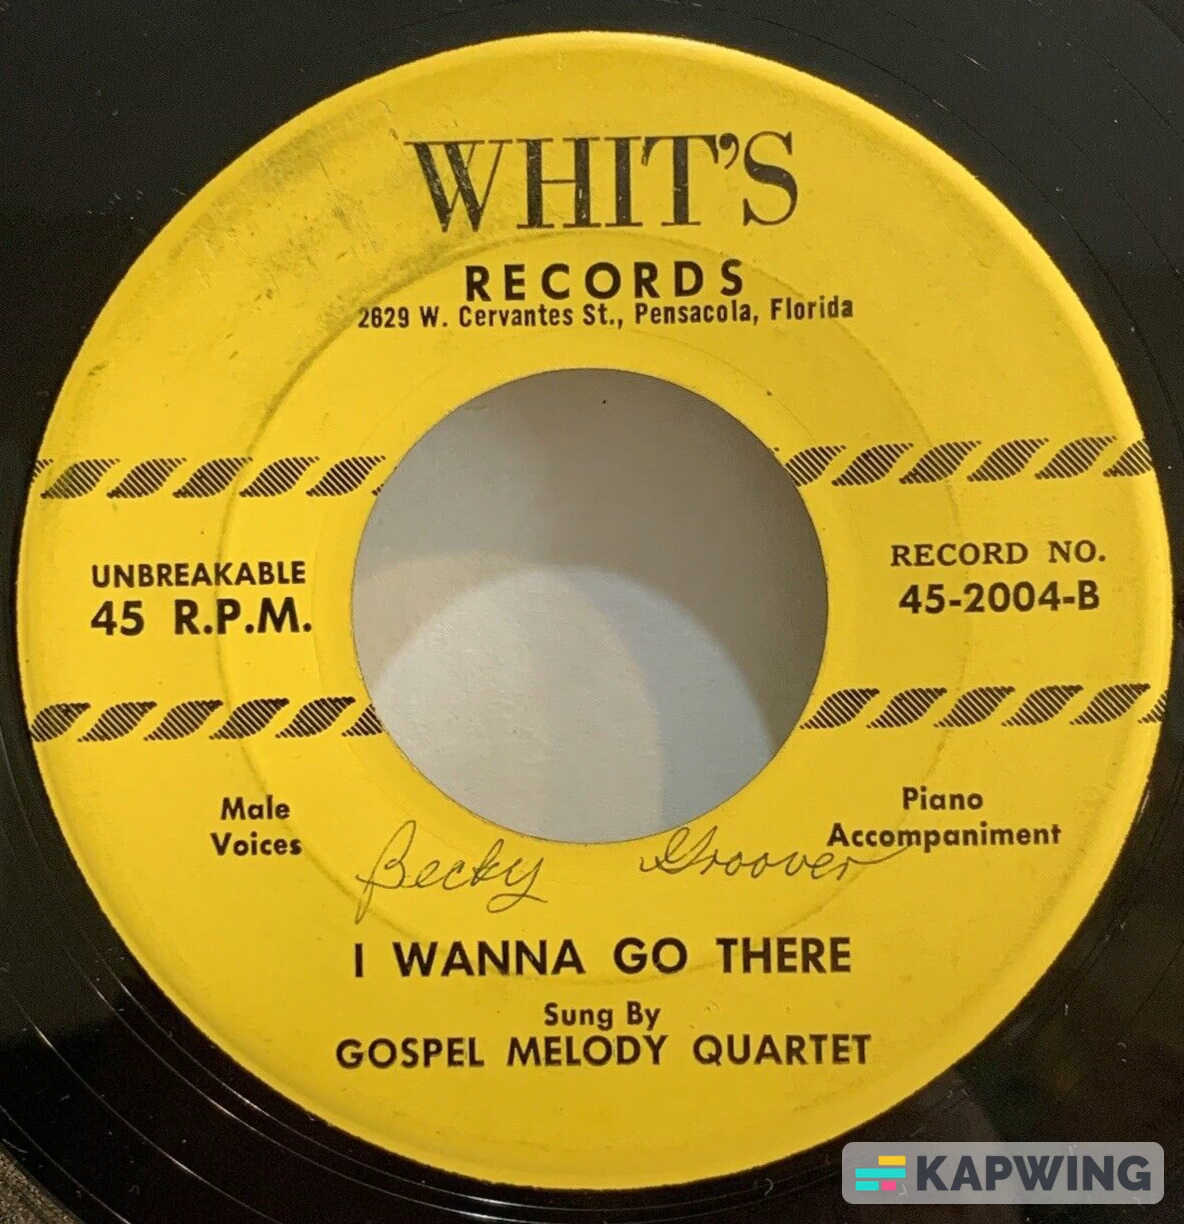 WHIT'S
RECORDS
2629 W. Cervantes St., Pensacola, Florida
UNBREAKABLE
45 R.P.M.
RECORD NO.
45-2004-B
Male
Voices
Piano
Accompaniment
Becky Groover
I WANNA GO THERE
Sung By
GOSPEL MELODY QUARTET
KAPWING